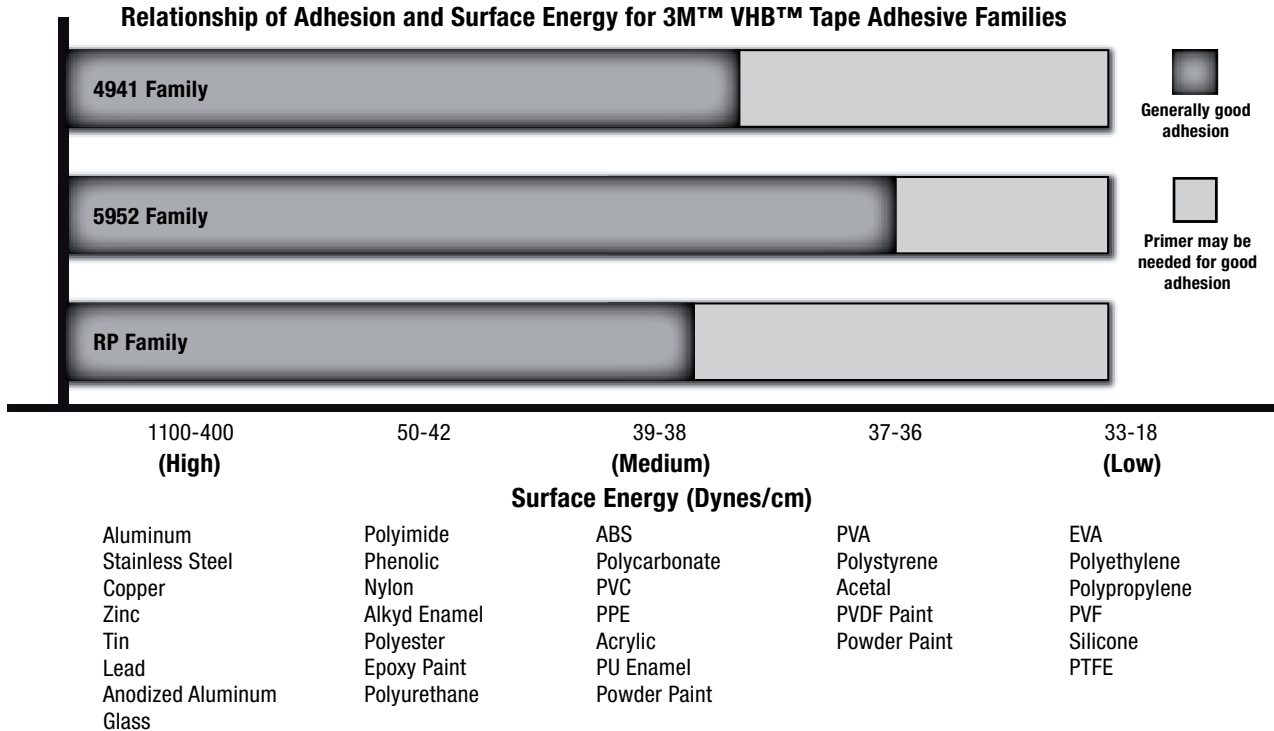 Relationship of Adhesion and Surface Energy for 3M™ VHB™ Tape Adhesive Families
4941 Family
Generally good
adhesion
5952 Family
Primer may be
needed for good
adhesion
RP Family
1100-400
(High)
50-42
39-38
(Medium)
37-36
33-18
(Low)
Surface Energy (Dynes/cm)
Aluminum
Stainless Steel
Copper
Zinc
Tin
Lead
Anodized Aluminum
Glass
Polyimide
Phenolic
Nylon
Alkyd Enamel
Polyester
Epoxy Paint
Polyurethane
ABS
Polycarbonate
PVC
PPE
Acrylic
PU Enamel
Powder Paint
PVA
Polystyrene
Acetal
PVDF Paint
Powder Paint
EVA
Polyethylene
Polypropylene
PVF
Silicone
PTFE